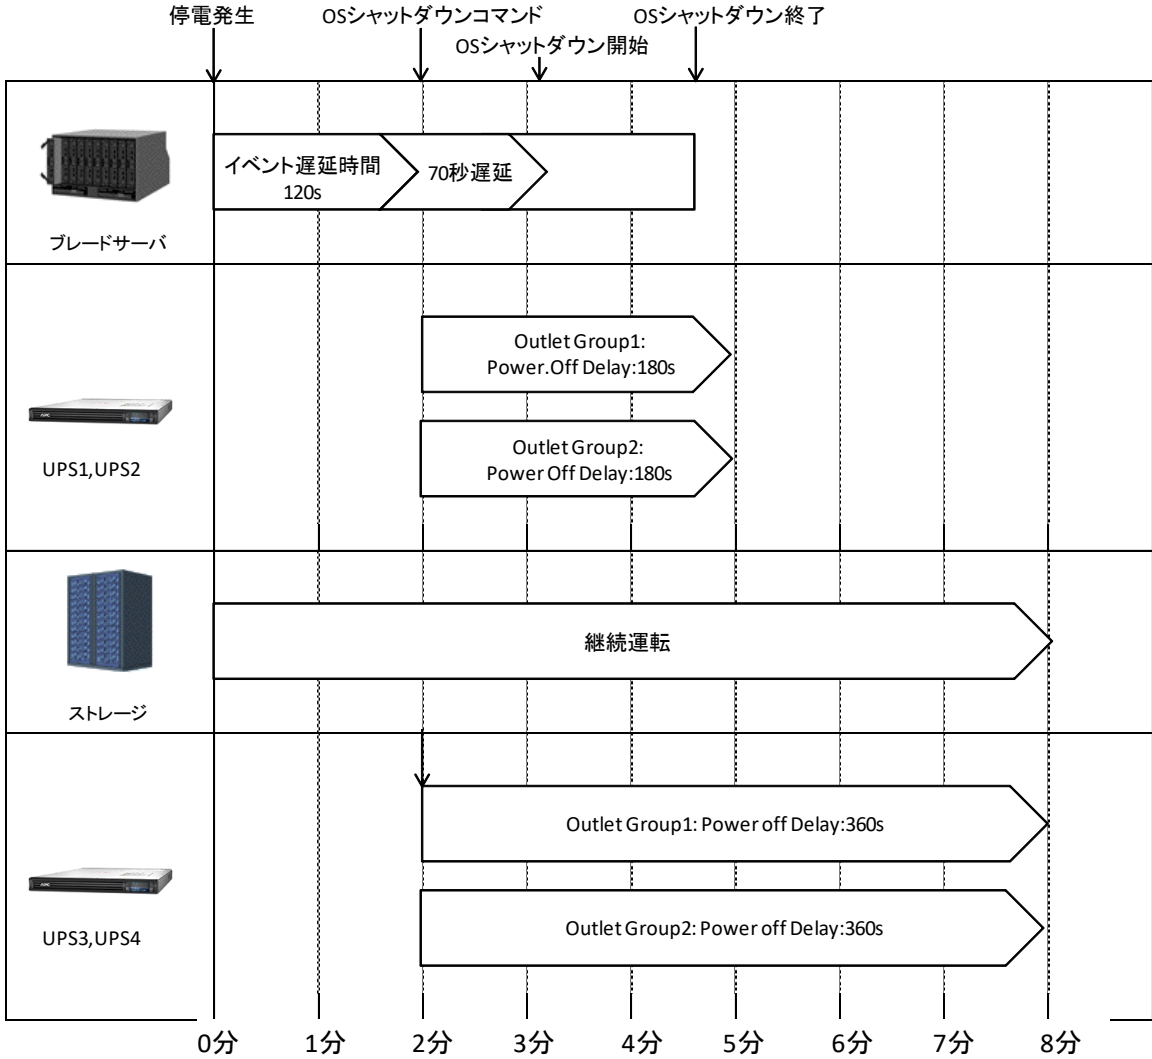 停電発生
OSシャットダウンコマンド
OSシャットダウン終了
OSシャットダウン開始
イベント遅延時間
120s
70秒遅延
ブレードサーバ
Outlet Group1:
Power.Off Delay:180s
Outlet Group2:
Power Off Delay:180s
UPS1,UPS2
継続運転
ストレージ
Outlet Group1: Power off Delay:360s
Outlet Group2: Power off Delay:360s
UPS3,UPS4
0分
1分
2分
3分
4分
5分
6分
7分
8分